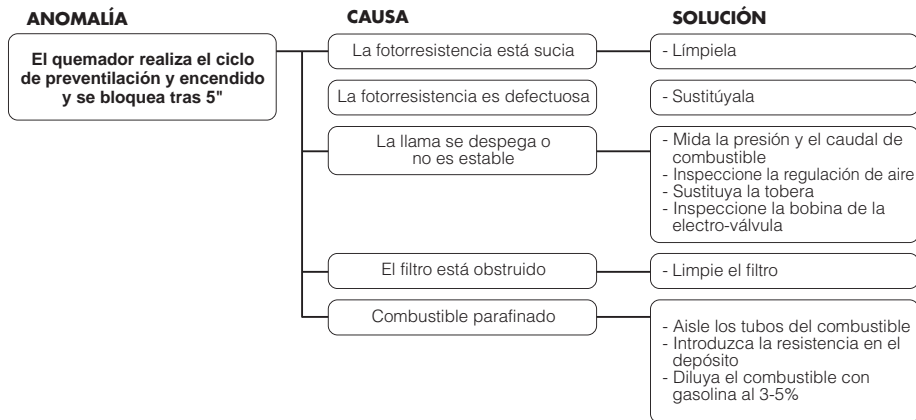 ANOMALÍA
CAUSA
SOLUCIÓN
El quemador realiza el ciclo
de preventilación y encendido
y se bloquea tras 5"
La fotorresistencia está sucia
- Límpiela
La fotorresistencia es defectuosa
- Sustitúyala
La llama se despega o
no es estable
- Mida la presión y el caudal de
combustible
- Inspeccione la regulación de aire
- Sustituya la tobera
- Inspeccione la bobina de la
electro-válvula
El filtro está obstruido
- Limpie el filtro
Combustible parafinado
- Aisle los tubos del combustible
- Introduzca la resistencia en el
depósito
- Diluya el combustible con
gasolina al 3-5%